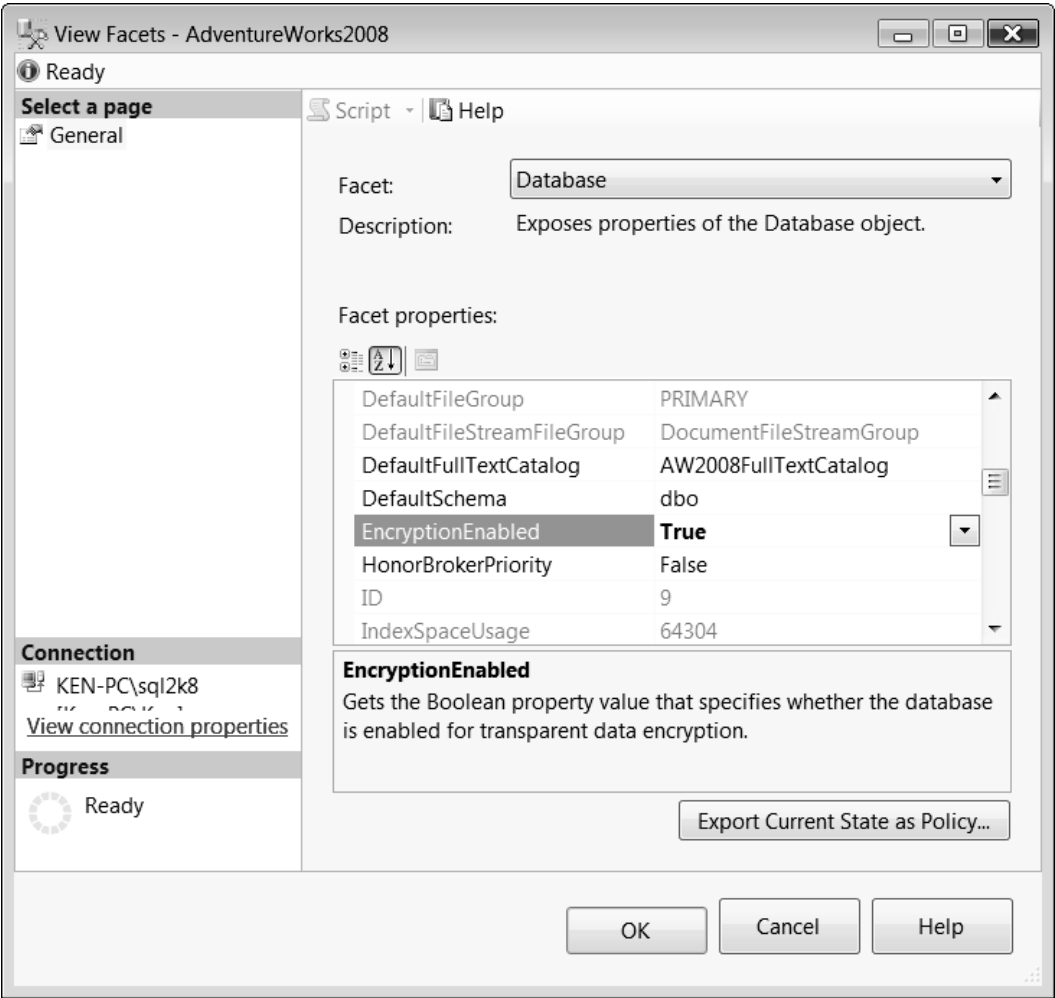 View Facets - AdventureWorks2008
Ready
Select a page
General
Script
Help
Facet: Database
Description: Exposes properties of the Database object.
Facet properties:
DefaultFileGroup PRIMARY
DefaultFileStreamFileGroup DocumentFileStreamGroup
DefaultFullTextCatalog AW2008FullTextCatalog
DefaultSchema dbo
EncryptionEnabled True
HonorBrokerPriority False
ID 9
IndexSpaceUsage 64304
EncryptionEnabled
Gets the Boolean property value that specifies whether the database
is enabled for transparent data encryption.
Export Current State as Policy...
Connection
KEN-PC\sql2k8
View connection properties
Progress
Ready
OK
Cancel
Help